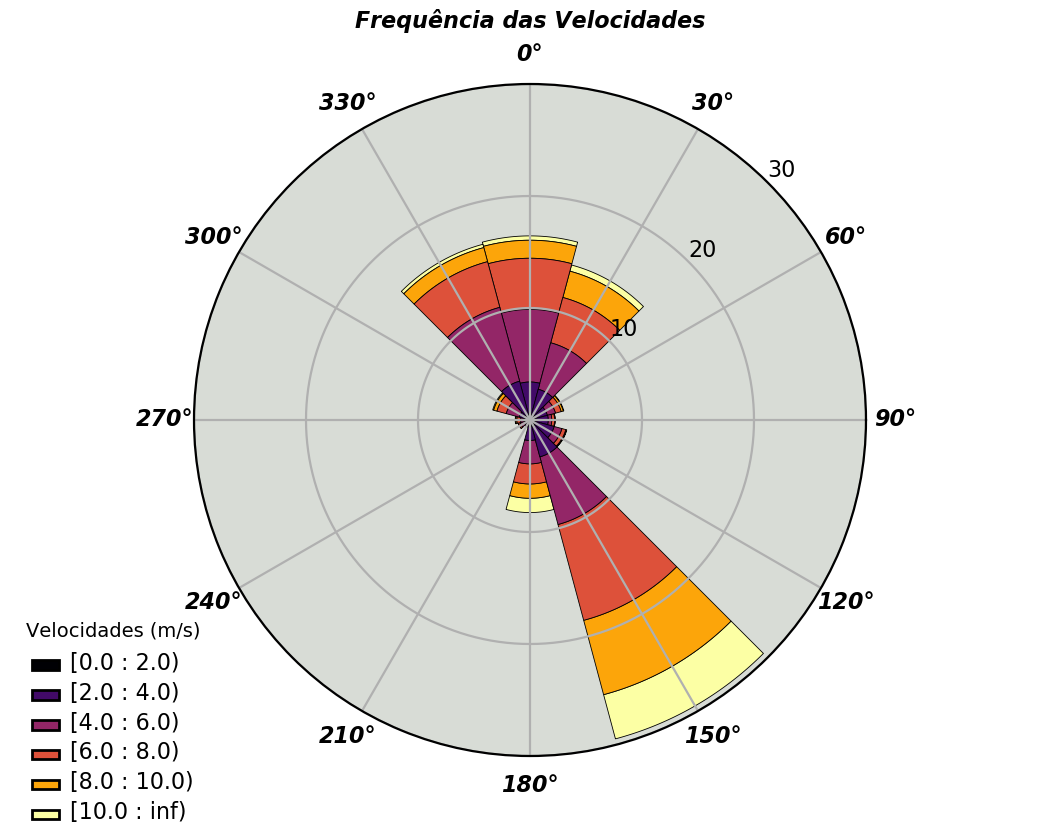 Frequência das Velocidades
0°
330°
30°
30
300°
60°
20
10
270°
90°
240°
120°
210°
150°
180°
Velocidades (m/s)
[0.0 : 2.0)
[2.0 : 4.0)
[4.0 : 6.0)
[6.0 : 8.0)
[8.0 : 10.0)
[10.0 : inf)